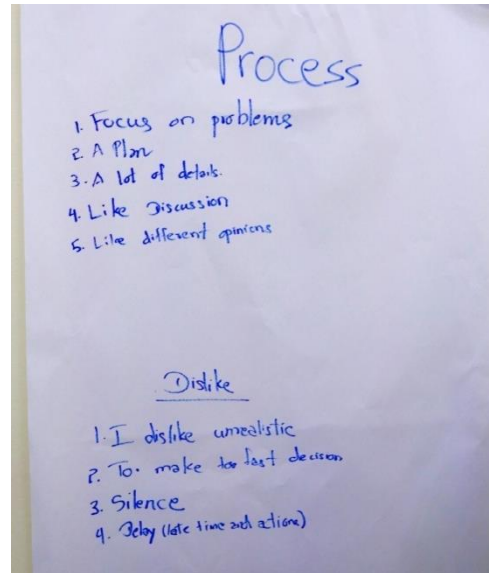 Process
1. Focus on problems
2. A Plan
3. A lot of details.
4. Like Discussion
5. Like different opinions
Dislike
1. I dislike unrealistic
2. To make too fast decision
3. Silence
4. Delay (late time and actions)